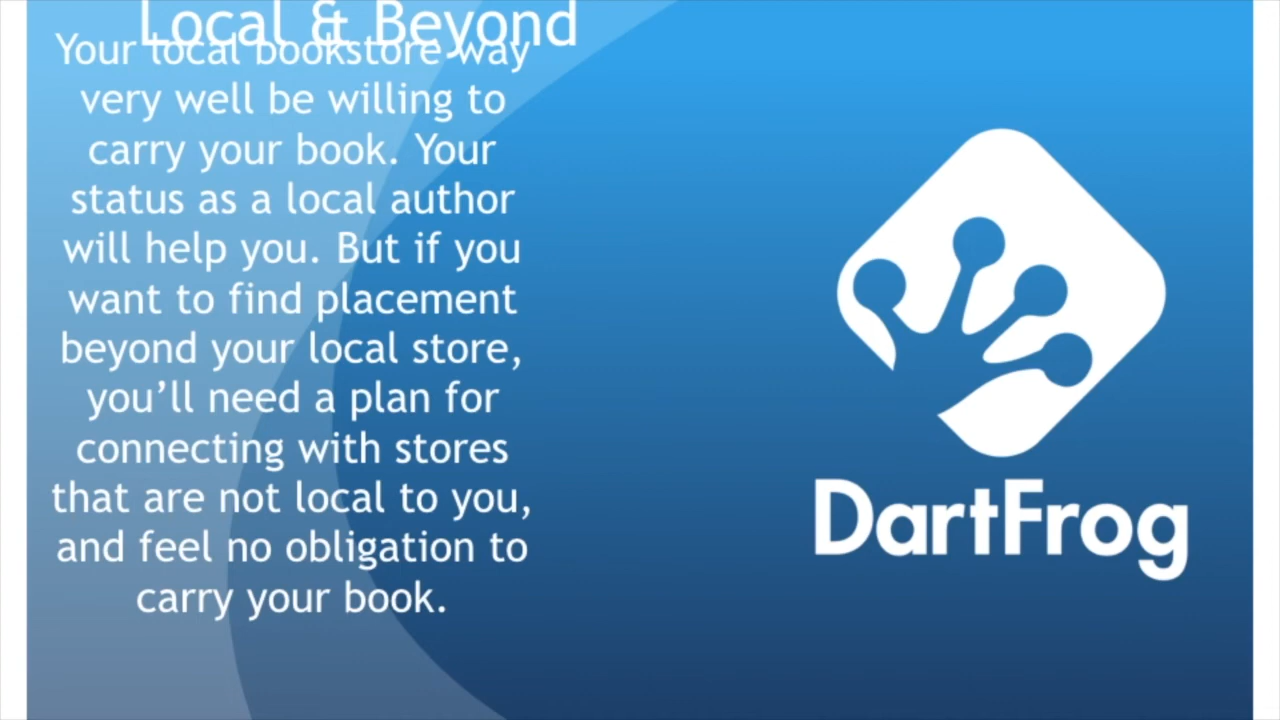 Local & Beyond
Your local bookstore way
very well be willing to
carry your book. Your
status as a local author
will help you. But if you
want to find placement
beyond your local store,
you’ll need a plan for
connecting with stores
that are not local to you,
and feel no obligation to
carry your book.
DartFrog